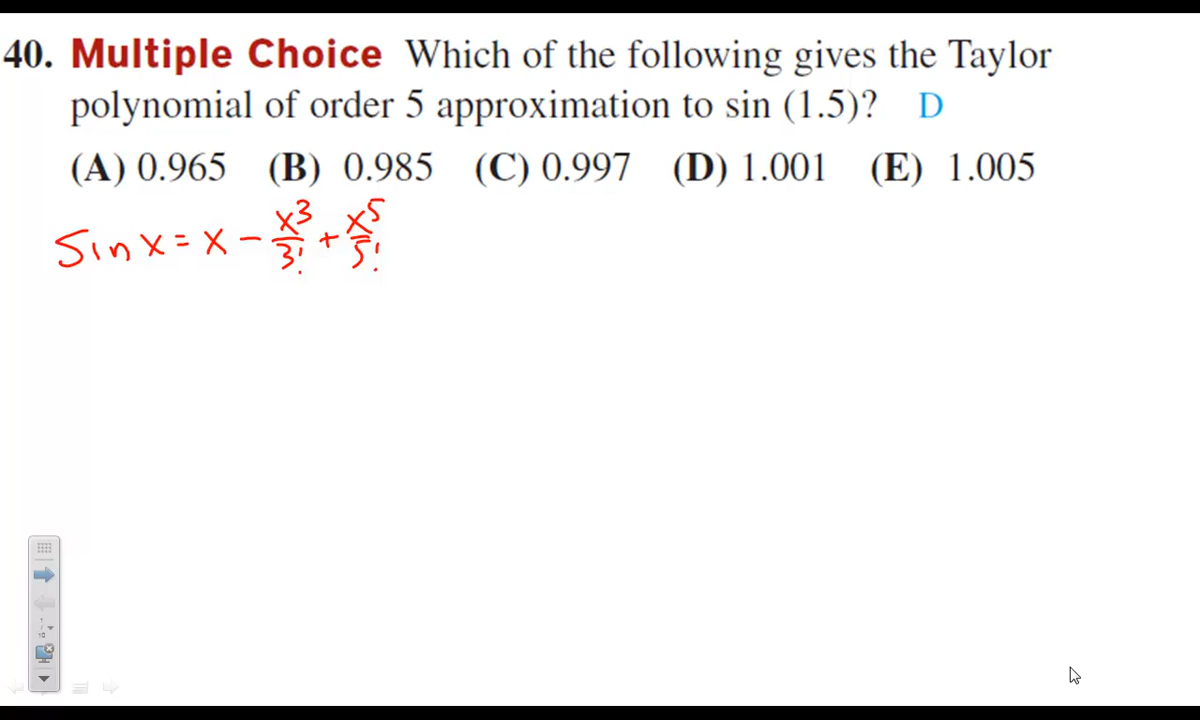 40. Multiple Choice Which of the following gives the Taylor
polynomial of order 5 approximation to sin (1.5)? D
(A) 0.965 (B) 0.985 (C) 0.997 (D) 1.001 (E) 1.005
sin x = x - x³/3! + x⁵/5!